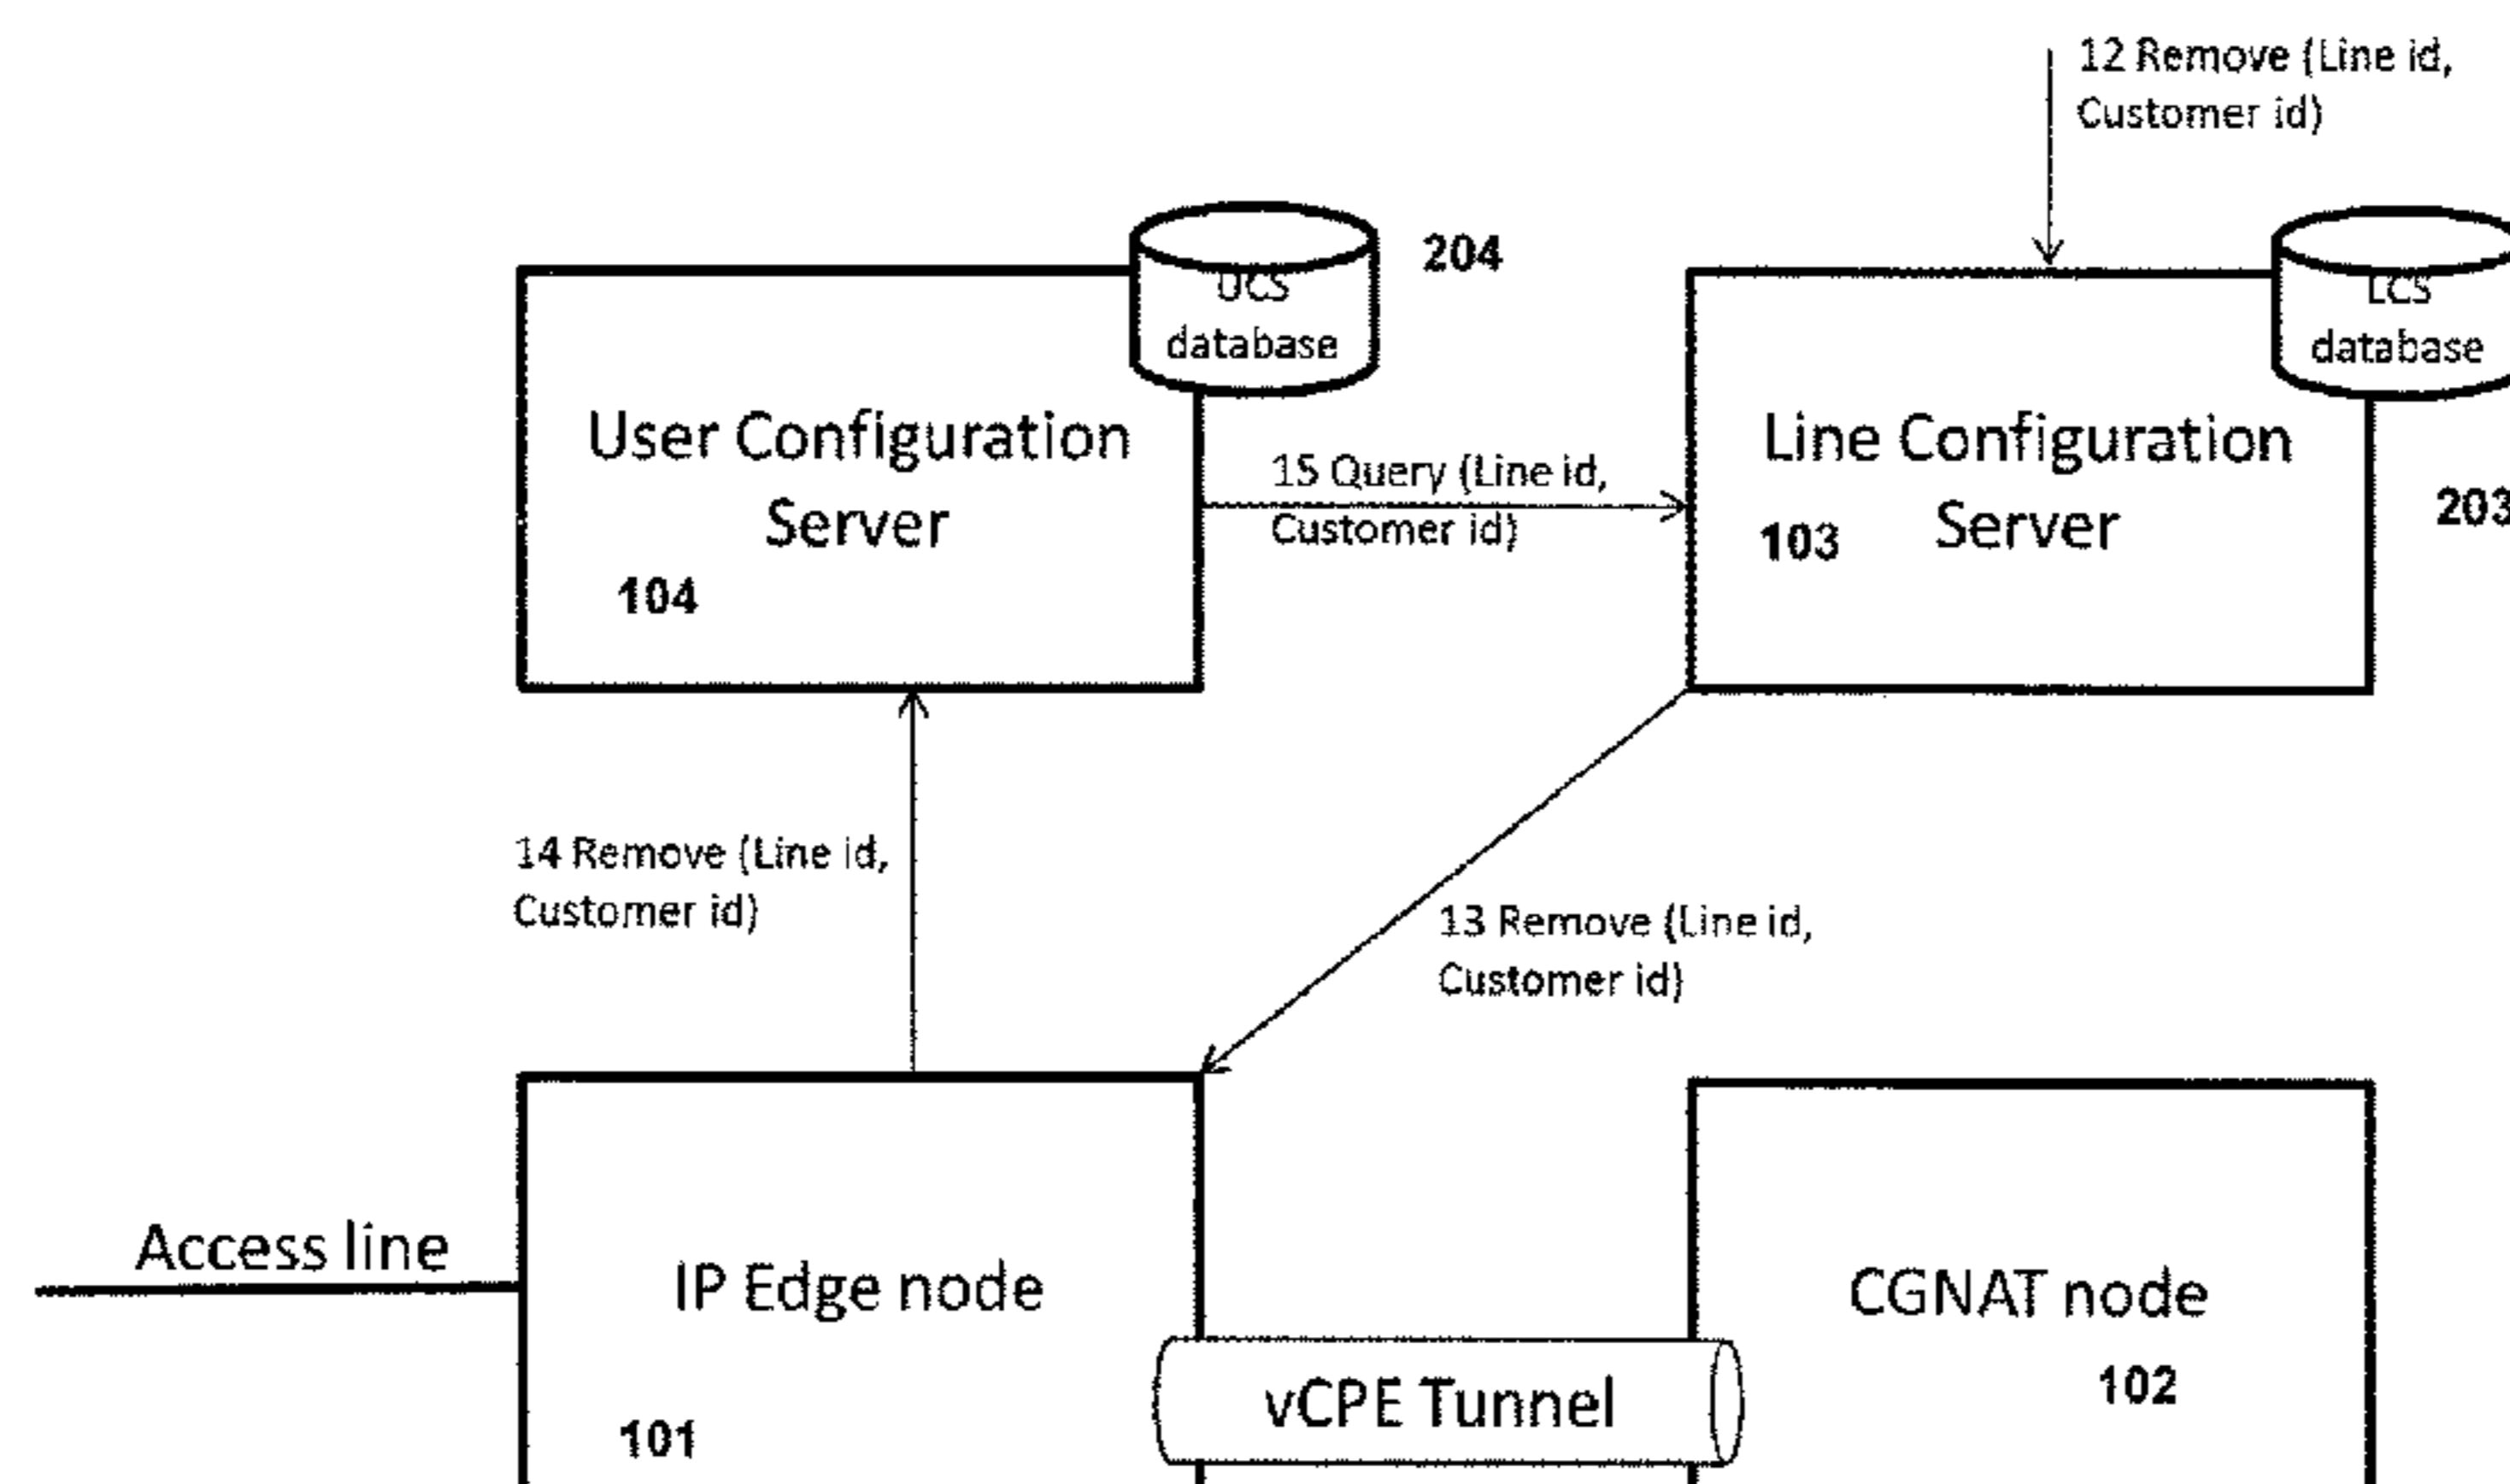 12 Remove (Line id,
Customer id)
204
UCS
database
LCS
database
User Configuration
Server
104
15 Query (Line id,
Customer id)
Line Configuration
Server
103
203
14 Remove (Line id,
Customer id)
13 Remove (Line id,
Customer id)
Access line
IP Edge node
101
vCPE Tunnel
CGNAT node
102